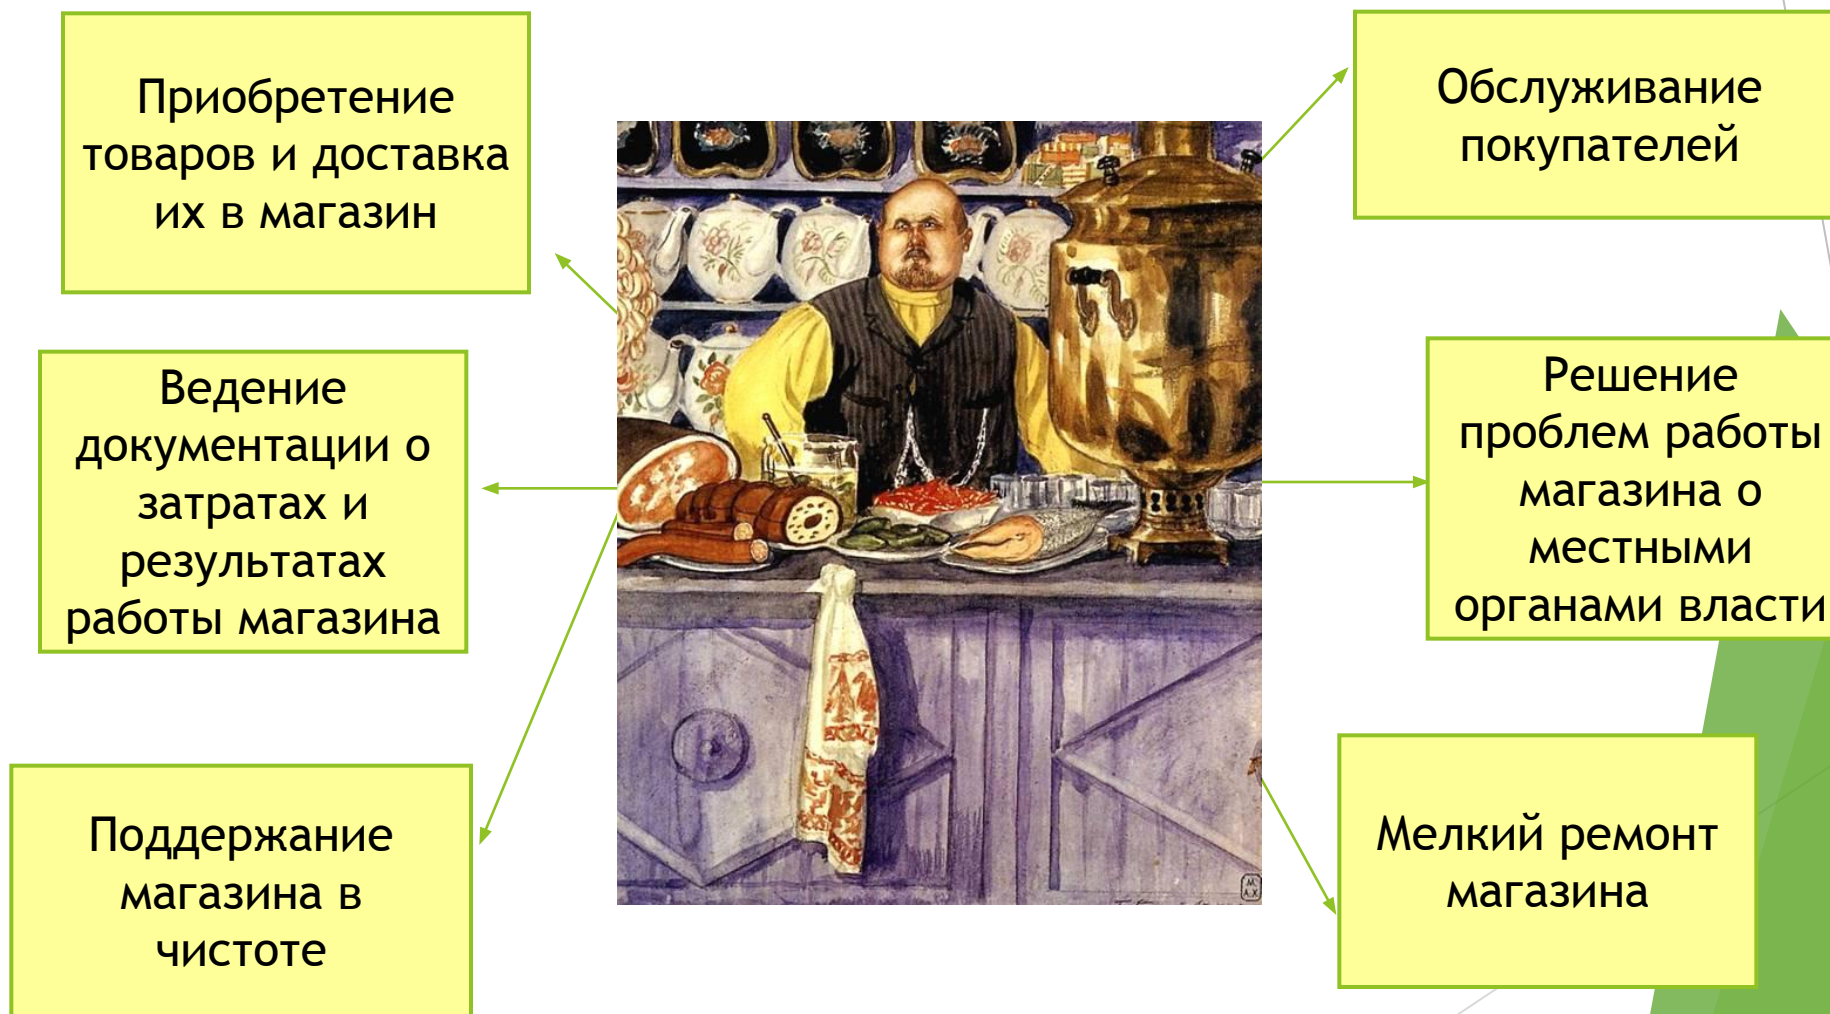 Приобретение
товаров и доставка
их в магазин
Ведение
документации о
затратах и
результатах
работы магазина
Поддержание
магазина в
чистоте
Обслуживание
покупателей
Решение
проблем работы
магазина о
местными
органами власти
Мелкий ремонт
магазина